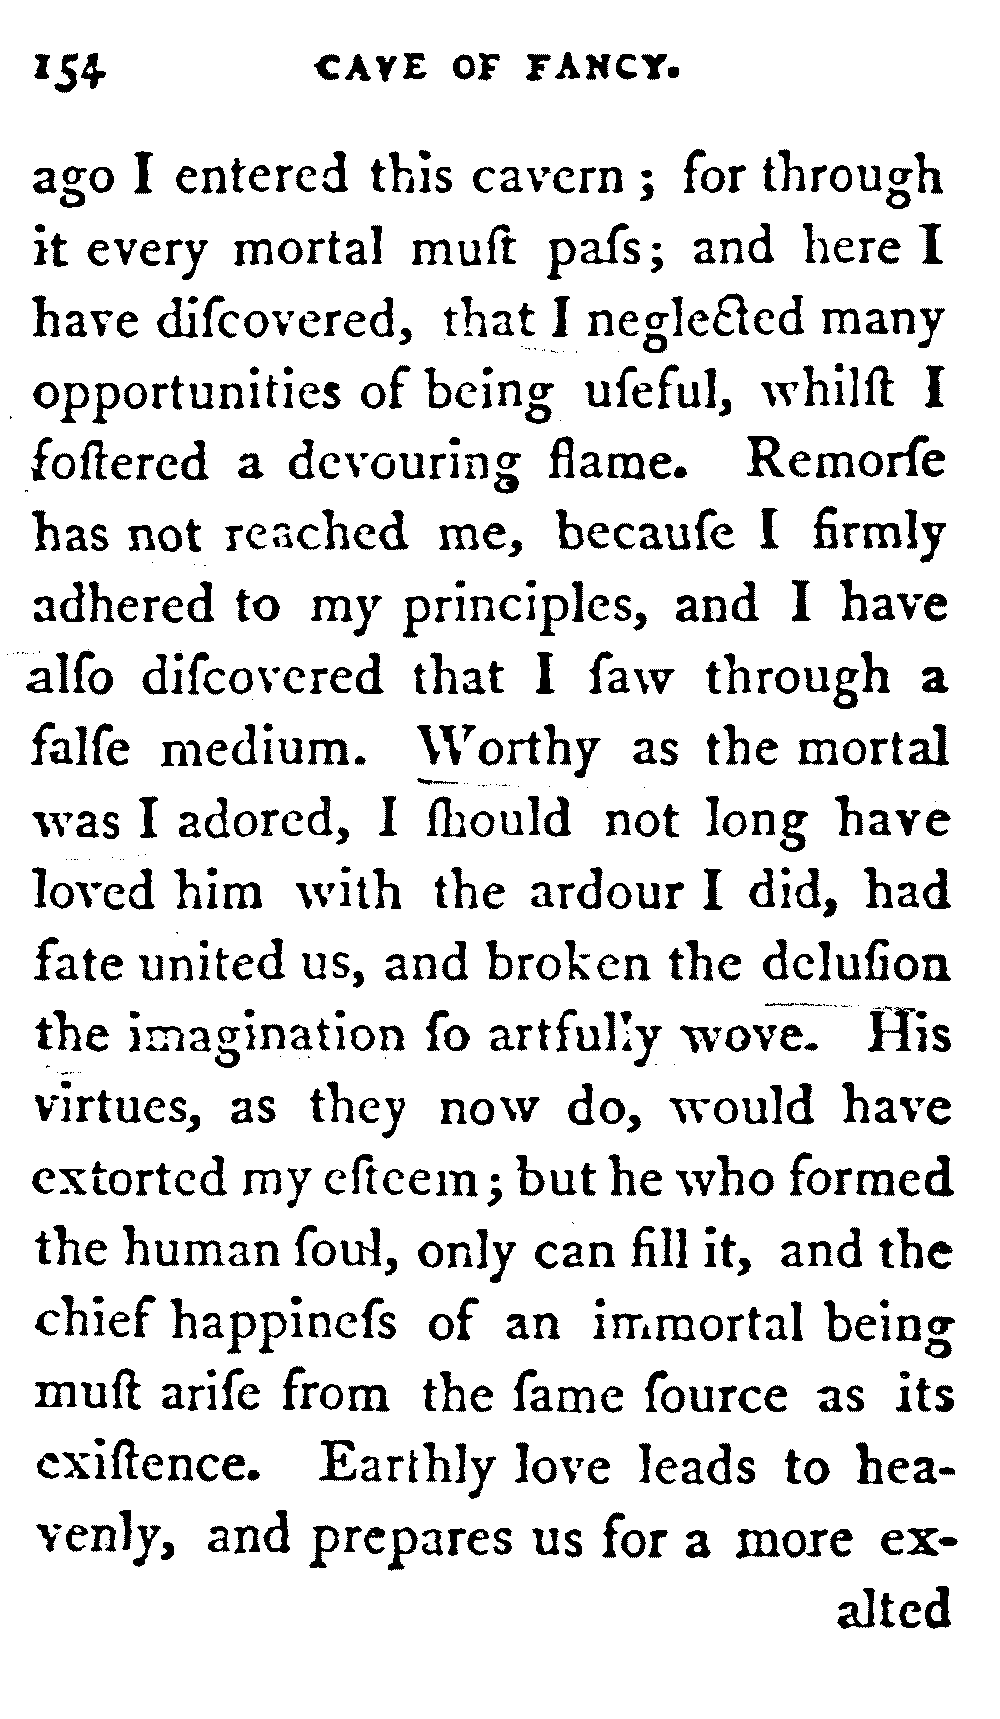 154 CAVE OF FANCY.
ago I entered this cavern ; for through
it every mortal muſt paſs; and here I
have diſcovered, that I neglected many
opportunities of being uſeful, whilſt I
foſtered a devouring flame. Remorſe
has not reached me, becauſe I firmly
adhered to my principles, and I have
alſo diſcovered that I ſaw through a
falſe medium. Worthy as the mortal
was I adored, I ſhould not long have
loved him with the ardour I did, had
fate united us, and broken the deluſion
the imagination ſo artfully wove. His
virtues, as they now do, would have
extorted my eſteem; but he who formed
the human ſoul, only can fill it, and the
chief happineſs of an immortal being
muſt ariſe from the ſame ſource as its
exiſtence. Earthly love leads to hea-
venly, and prepares us for a more ex-
alted